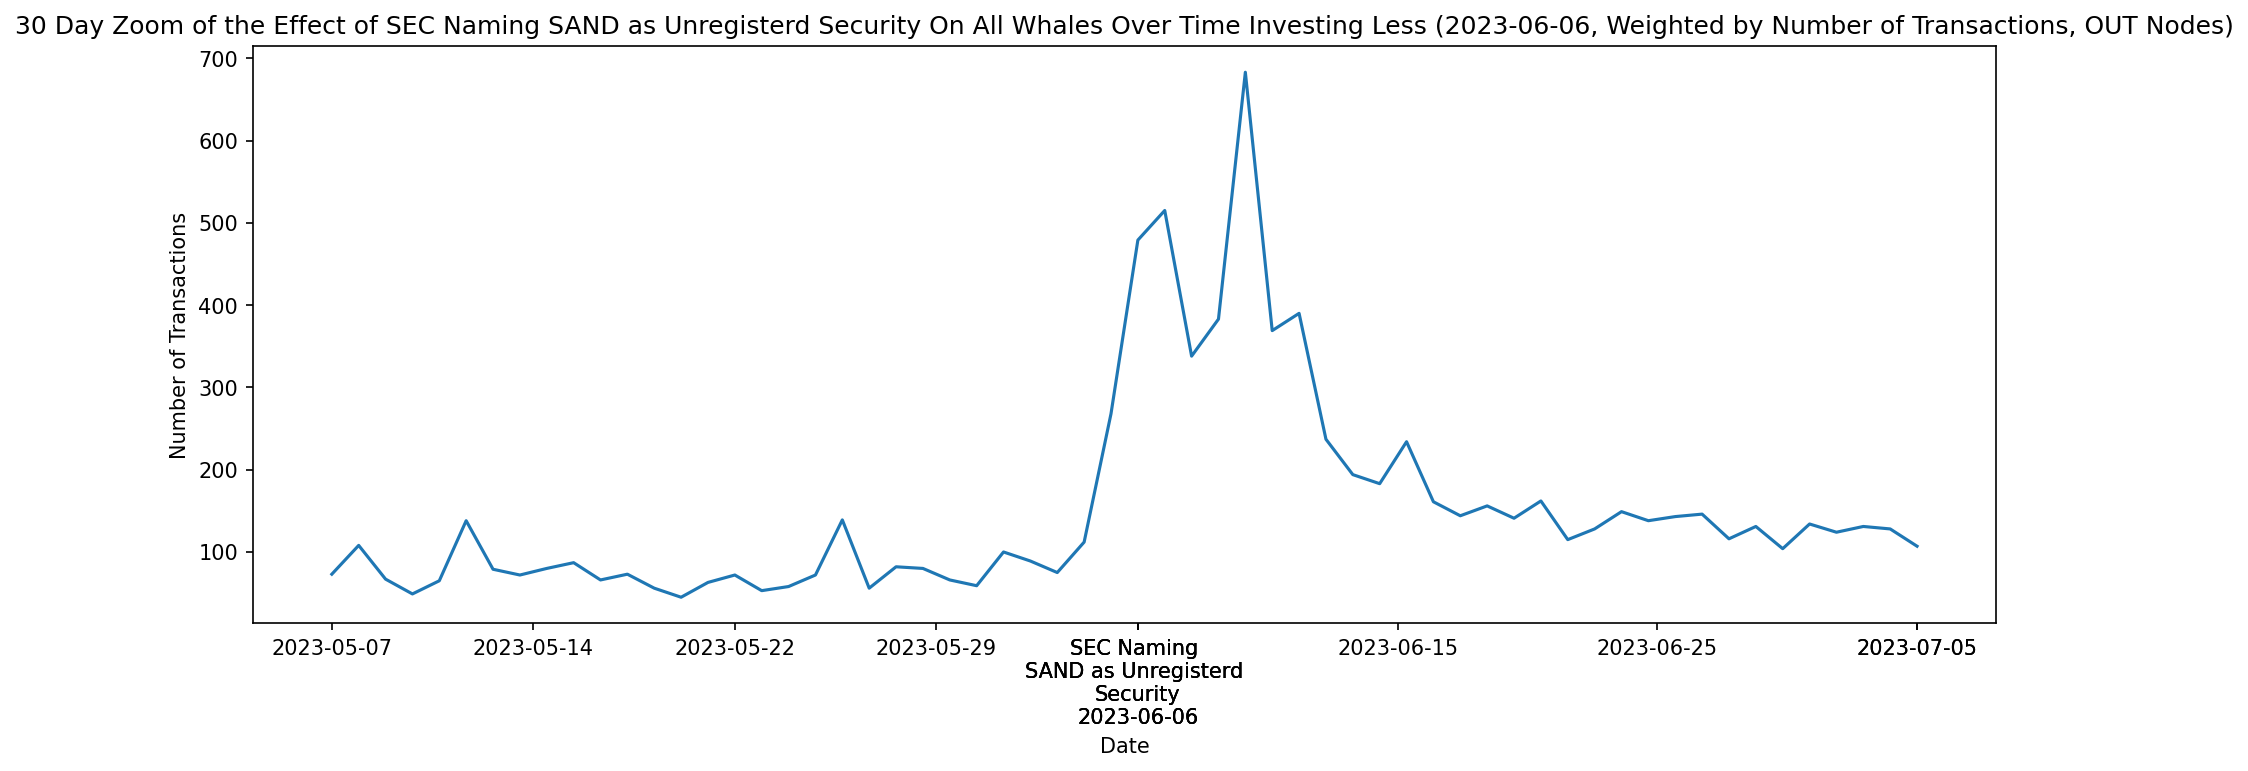 30 Day Zoom of the Effect of SEC Naming SAND as Unregisterd Security On All Whales Over Time Investing Less (2023-06-06, Weighted by Number of Transactions, OUT Nodes)
700
600
500
400
300
200
100
Number of Transactions
2023-05-07
2023-05-14
2023-05-22
2023-05-29
SEC Naming
SAND as Unregisterd
Security
2023-06-06
2023-06-15
2023-06-25
2023-07-05
Date